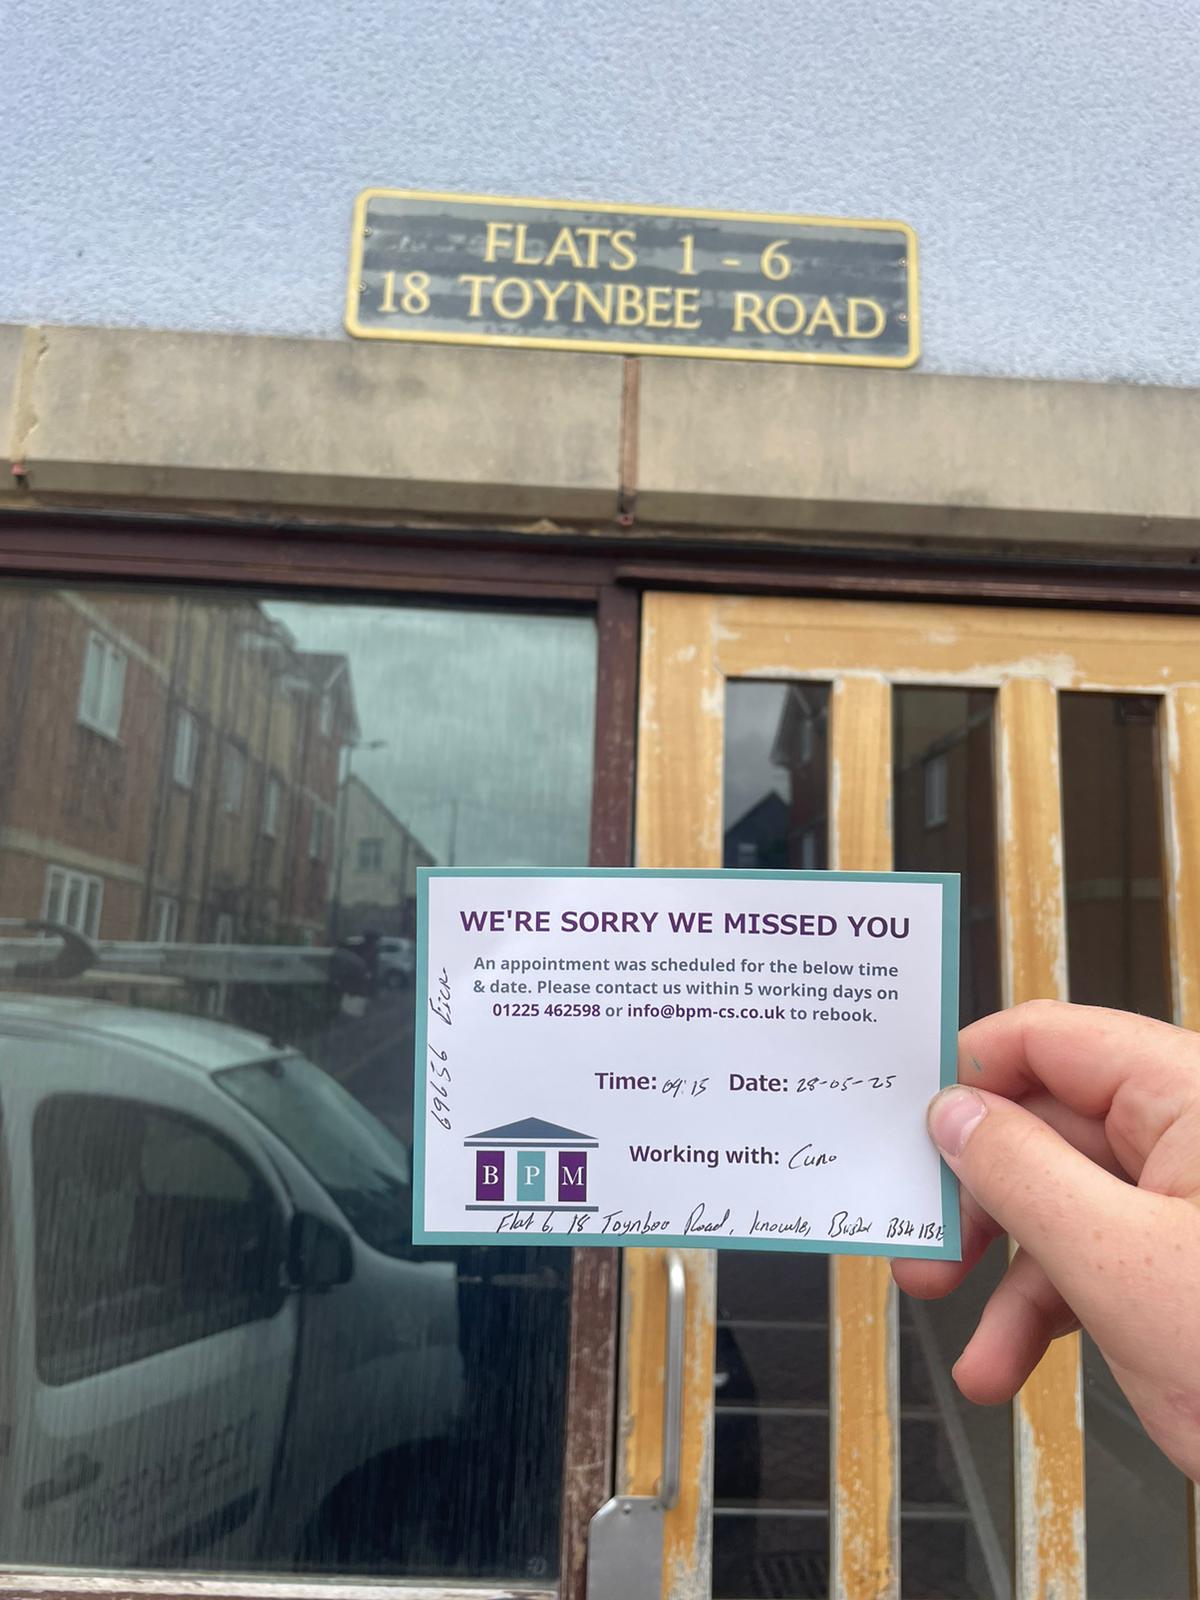 FLATS 1 - 6
18 TOYNBEE ROAD
WE'RE SORRY WE MISSED YOU
An appointment was scheduled for the below time
& date. Please contact us within 5 working days on
01225 462598 or info@bpm-cs.co.uk to rebook.
Time: 09:15 Date: 28-05-25
Working with: Curo
B P M
Flat 6, 18 Toynbee Road, Knowle, Bristol BS4 1BE
69656